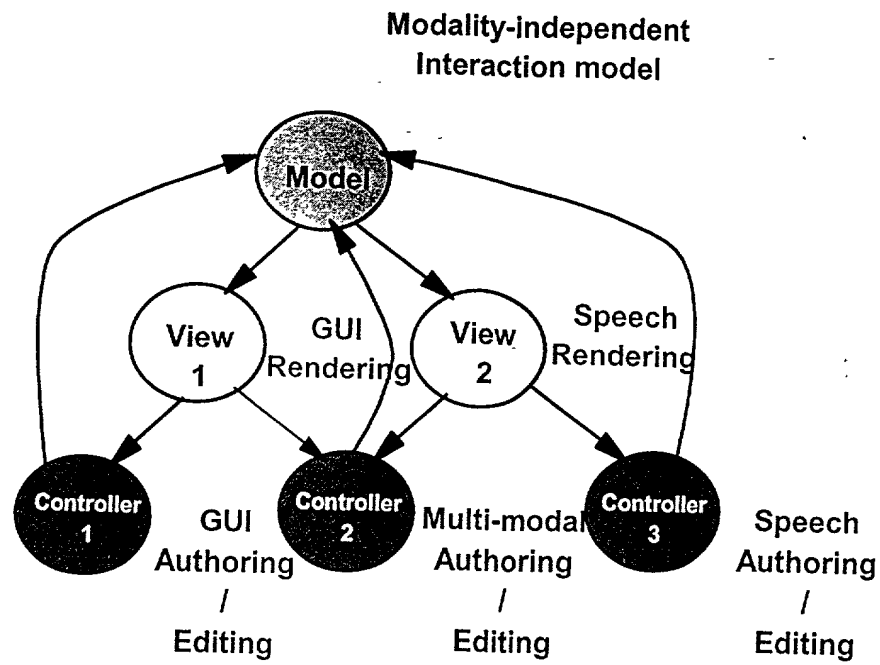 Modality-independent
Interaction model
Model
View
1
GUI
Rendering
View
2
Speech
Rendering
Controller
1
GUI
Authoring
/
Editing
Controller
2
Multi-modal
Authoring
/
Editing
Controller
3
Speech
Authoring
/
Editing